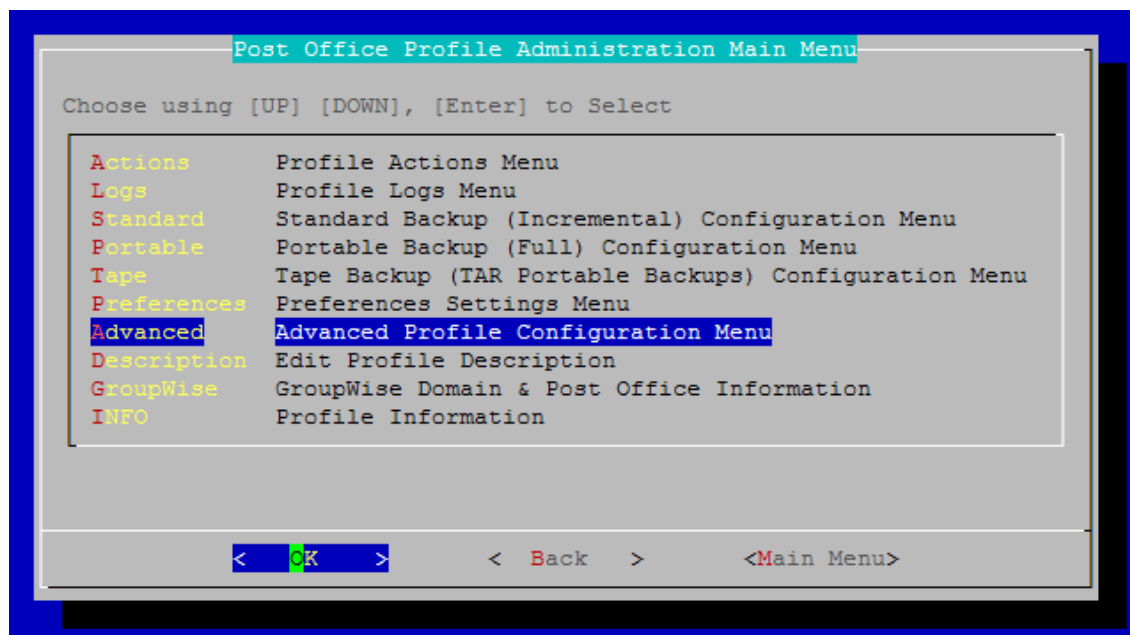 Post Office Profile Administration Main Menu
Choose using [UP] [DOWN], [Enter] to Select
Actions Profile Actions Menu
Logs Profile Logs Menu
Standard Standard Backup (Incremental) Configuration Menu
Portable Portable Backup (Full) Configuration Menu
Tape Tape Backup (TAR Portable Backups) Configuration Menu
Preferences Preferences Settings Menu
Advanced Advanced Profile Configuration Menu
Description Edit Profile Description
GroupWise GroupWise Domain & Post Office Information
INFO Profile Information
< OK > < Back > <Main Menu>